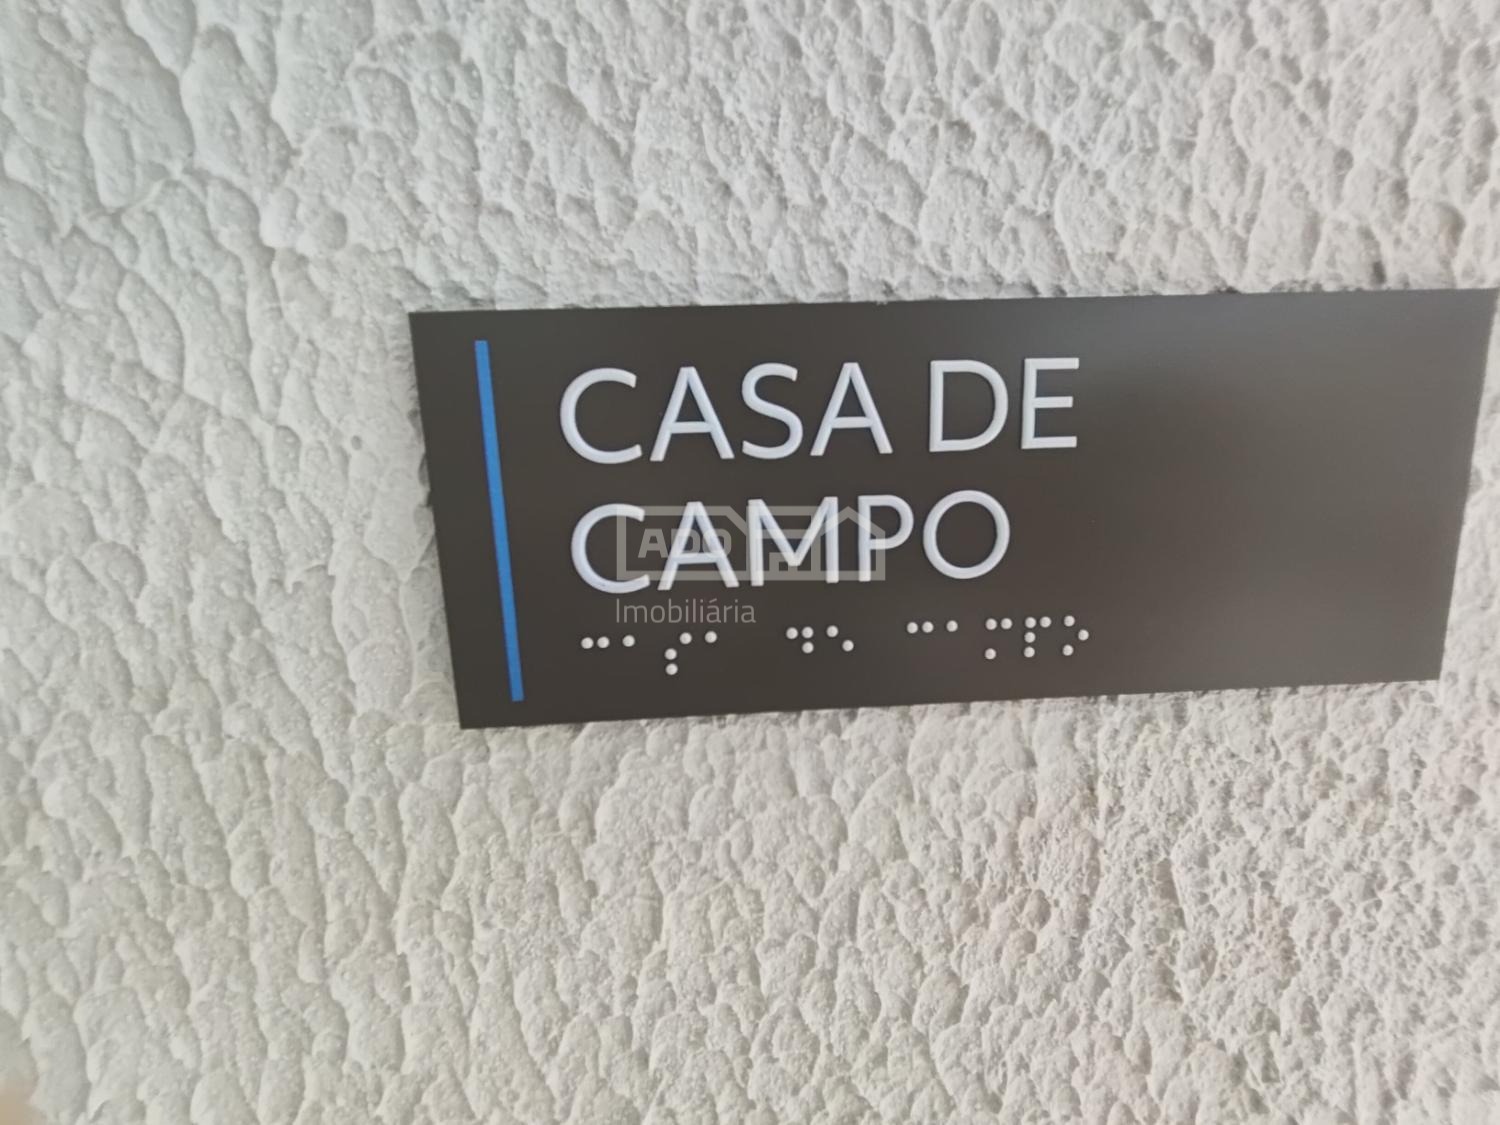 CASA DE
CAMPO
ADO
Imobiliária
⠉⠁⠎⠁ ⠙⠑ ⠉⠁⠍⠏⠕